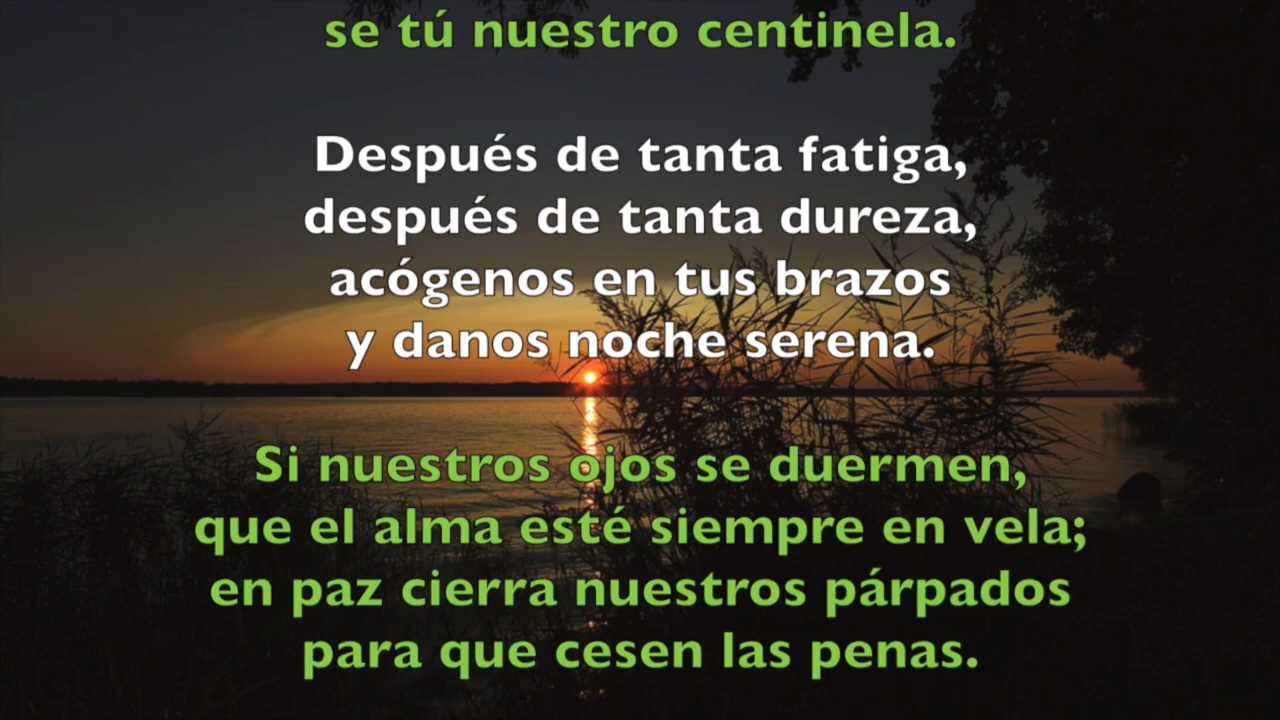 se tú nuestro centinela.
Después de tanta fatiga,
después de tanta dureza,
acógenos en tus brazos
y danos noche serena.
Si nuestros ojos se duermen,
que el alma esté siempre en vela;
en paz cierra nuestros párpados
para que cesen las penas.